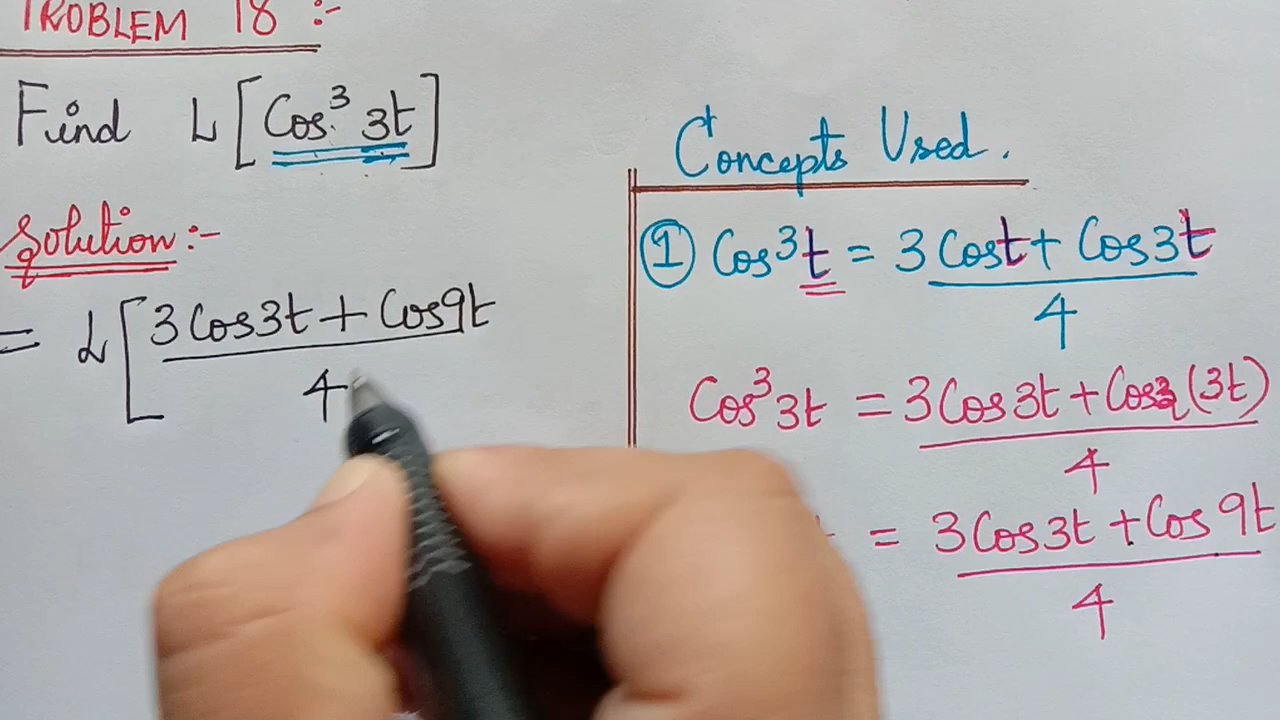 PROBLEM 18 :-
Find L[Cos³ 3t]
Solution :-
= L[3Cos3t + Cos9t
4
Concepts Used.
① Cos³t = 3Cost + Cos3t
4
Cos³3t = 3Cos3t + Cos3(3t)
4
= 3Cos3t + Cos9t
4